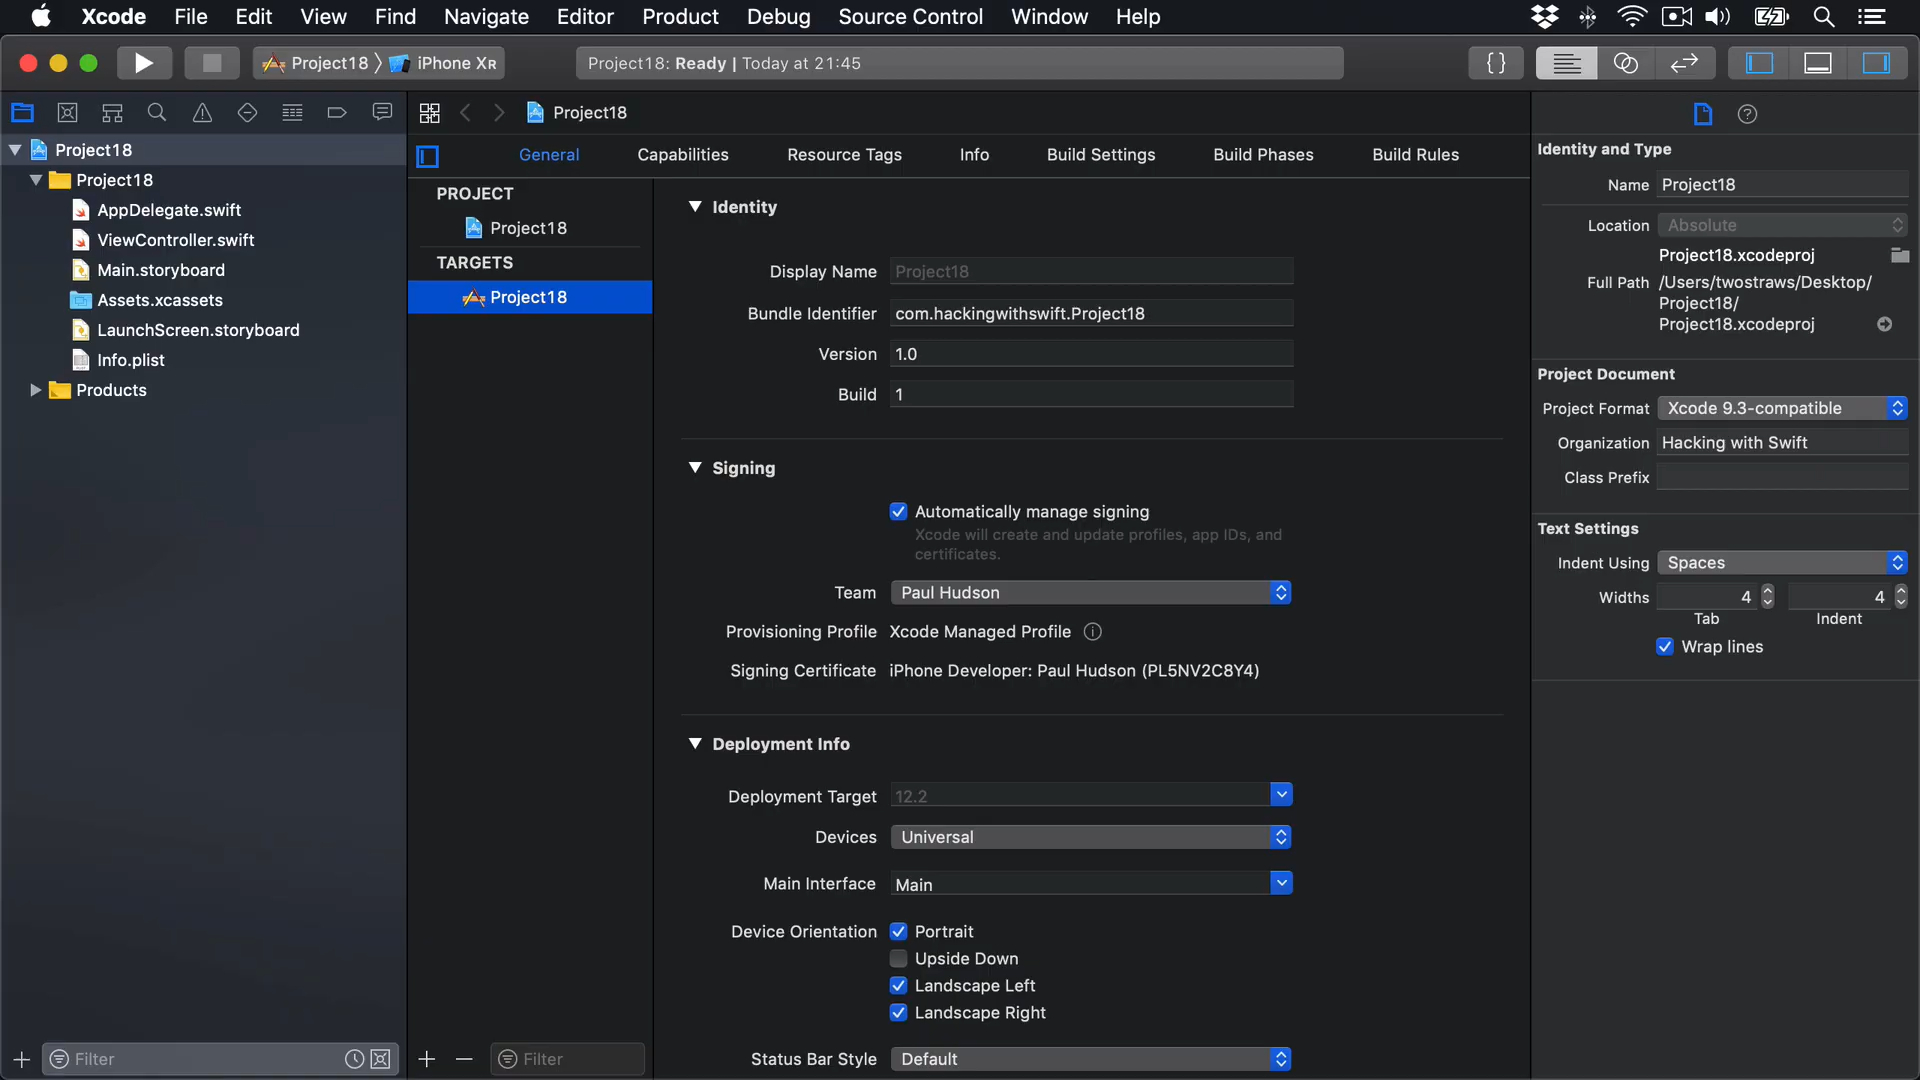 Xcode File Edit View Find Navigate Editor Product Debug Source Control Window Help
Project18 iPhone XR
Project18: Ready | Today at 21:45
{ }
Project18
Project18
AppDelegate.swift
ViewController.swift
Main.storyboard
Assets.xcassets
LaunchScreen.storyboard
Info.plist
Products
Filter
Project18
General Capabilities Resource Tags Info Build Settings Build Phases Build Rules
PROJECT
Project18
TARGETS
Project18
Filter
Identity
Display Name Project18
Bundle Identifier com.hackingwithswift.Project18
Version 1.0
Build 1
Signing
Automatically manage signing
Xcode will create and update profiles, app IDs, and
certificates.
Team Paul Hudson
Provisioning Profile Xcode Managed Profile
Signing Certificate iPhone Developer: Paul Hudson (PL5NV2C8Y4)
Deployment Info
Deployment Target 12.2
Devices Universal
Main Interface Main
Device Orientation Portrait
Upside Down
Landscape Left
Landscape Right
Status Bar Style Default
Identity and Type
Name Project18
Location Absolute
Project18.xcodeproj
Full Path /Users/twostraws/Desktop/
Project18/
Project18.xcodeproj
Project Document
Project Format Xcode 9.3-compatible
Organization Hacking with Swift
Class Prefix
Text Settings
Indent Using Spaces
Widths 4 4
Tab Indent
Wrap lines